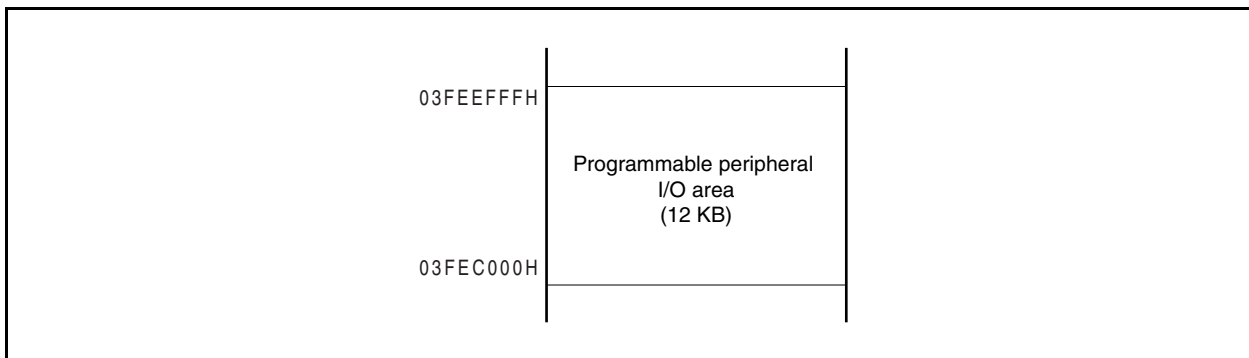 03FEEFFFH
Programmable peripheral
I/O area
(12 KB)
03FEC000H